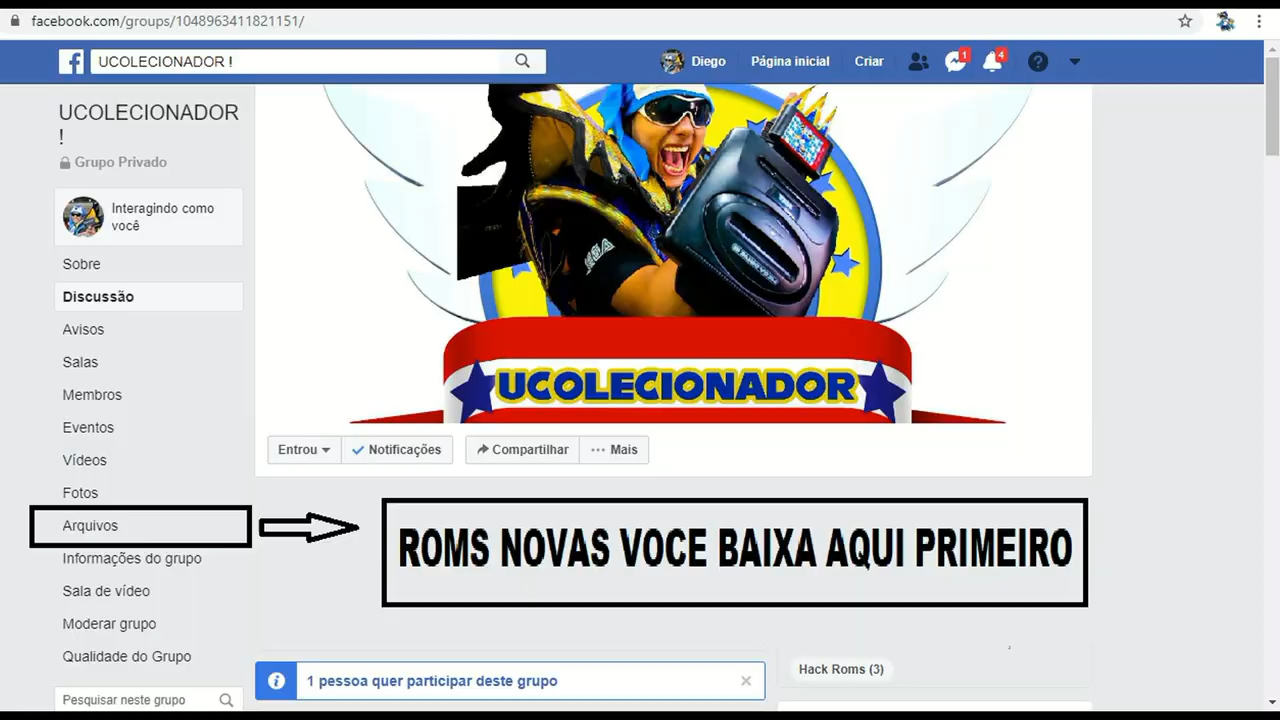 facebook.com/groups/1048963411821151/
UCOLECIONADOR !
Diego
Página inicial
Criar
1
4
UCOLECIONADOR
!
Grupo Privado
Interagindo como
você
Sobre
Discussão
Avisos
Salas
Membros
Eventos
Vídeos
Fotos
Arquivos
Informações do grupo
Sala de vídeo
Moderar grupo
Qualidade do Grupo
Pesquisar neste grupo
SEGA
UCOLECIONADOR
Entrou
Notificações
Compartilhar
Mais
ROMS NOVAS VOCE BAIXA AQUI PRIMEIRO
1 pessoa quer participar deste grupo
Hack Roms (3)